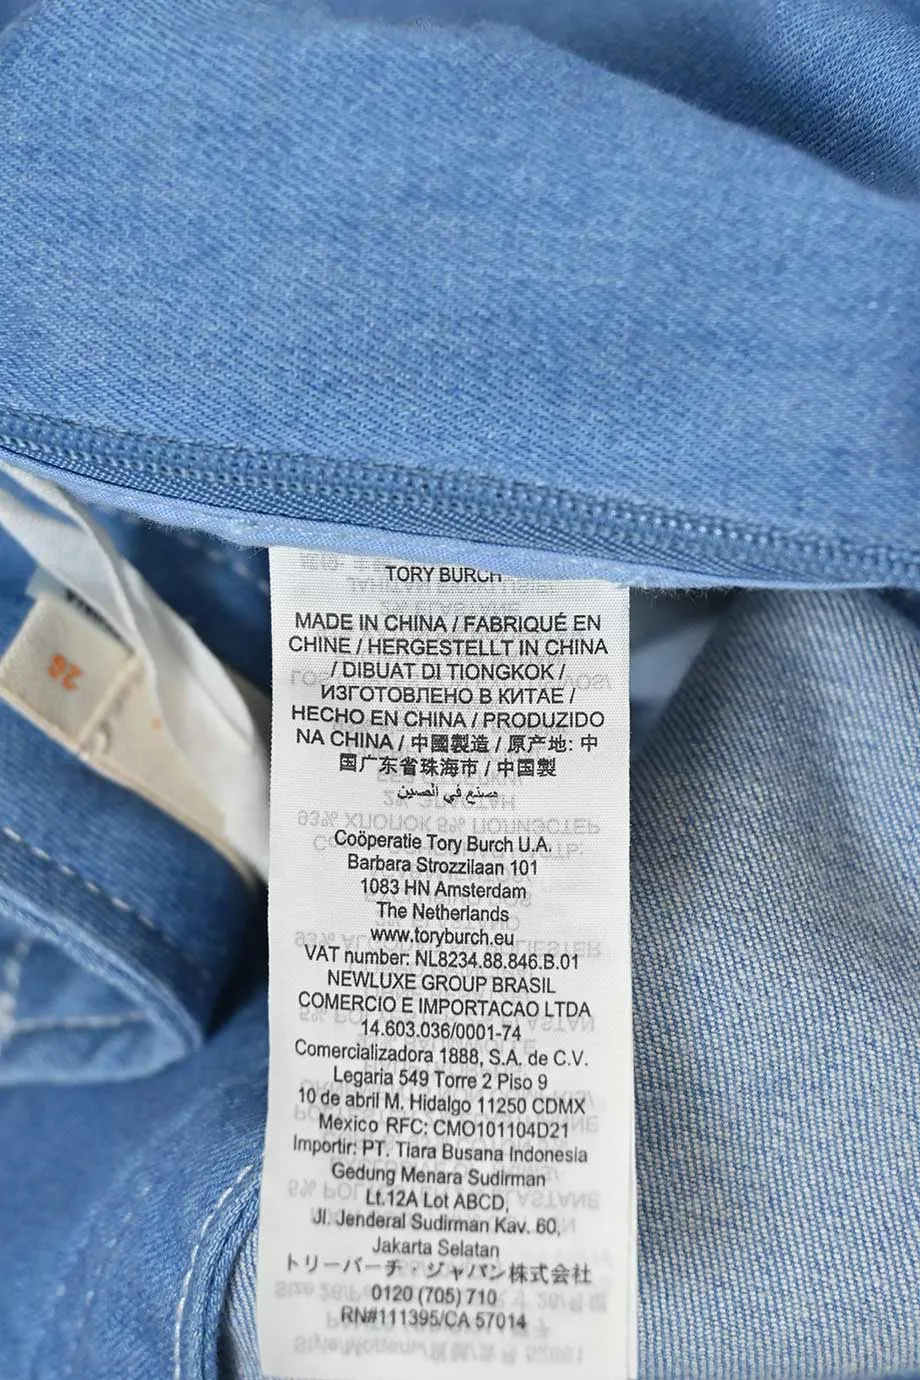 TORY BURCH
MADE IN CHINA / FABRIQUÉ EN
CHINE / HERGESTELLT IN CHINA
/ DIBUAT DI TIONGKOK /
ИЗГОТОВЛЕНО В КИТАЕ /
HECHO EN CHINA / PRODUZIDO
NA CHINA / 中國製造 / 原产地: 中
国广东省珠海市 / 中国製
صنع في الصين
Coöperatie Tory Burch U.A.
Barbara Strozzilaan 101
1083 HN Amsterdam
The Netherlands
www.toryburch.eu
VAT number: NL8234.88.846.B.01
NEWLUXE GROUP BRASIL
COMERCIO E IMPORTACAO LTDA
14.603.036/0001-74
Comercializadora 1888, S.A. de C.V.
Legaria 549 Torre 2 Piso 9
10 de abril M. Hidalgo 11250 CDMX
Mexico RFC: CMO101104D21
Importir: PT. Tiara Busana Indonesia
Gedung Menara Sudirman
Lt.12A Lot ABCD,
Jl. Jenderal Sudirman Kav. 60,
Jakarta Selatan
トリーバーチ・ジャパン株式会社
0120 (705) 710
RN#111395/CA 57014
26